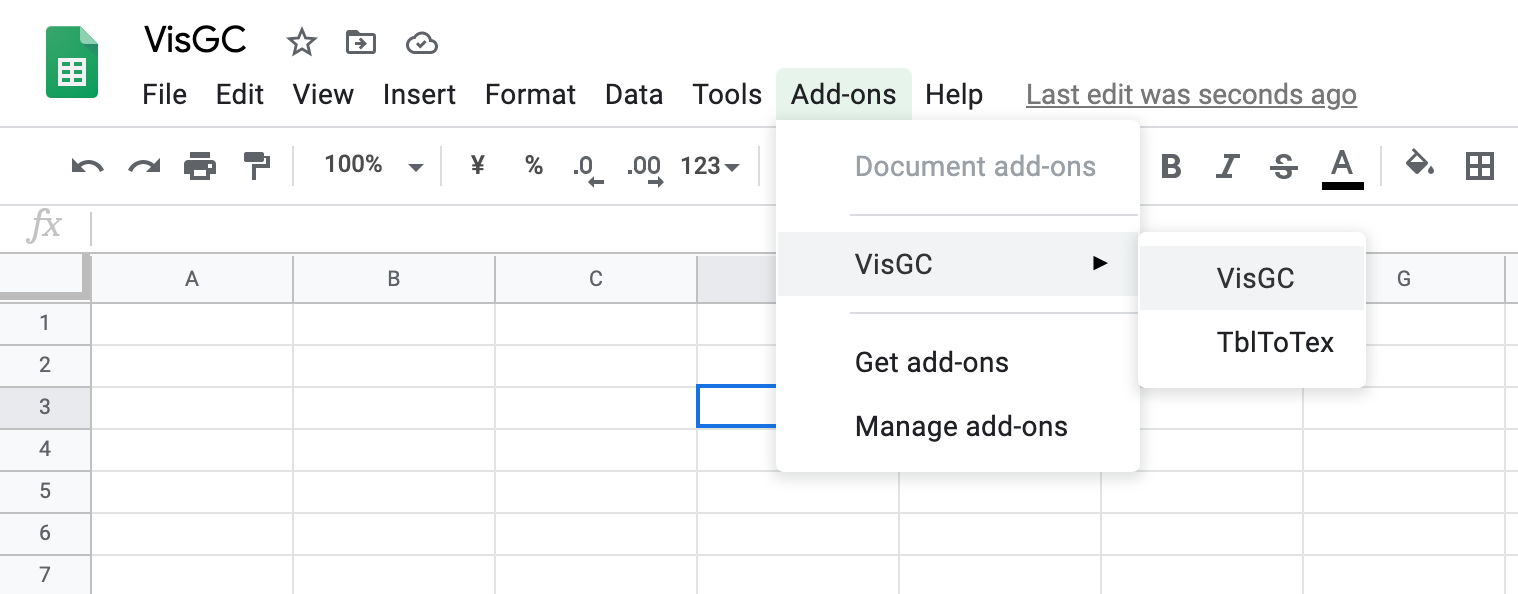 VisGC
File Edit View Insert Format Data Tools Add-ons Help Last edit was seconds ago
100% ¥ % .0 .00 123 B I S A
fx
Document add-ons
VisGC
VisGC
TblToTex
Get add-ons
Manage add-ons
A B C G
1
2
3
4
5
6
7